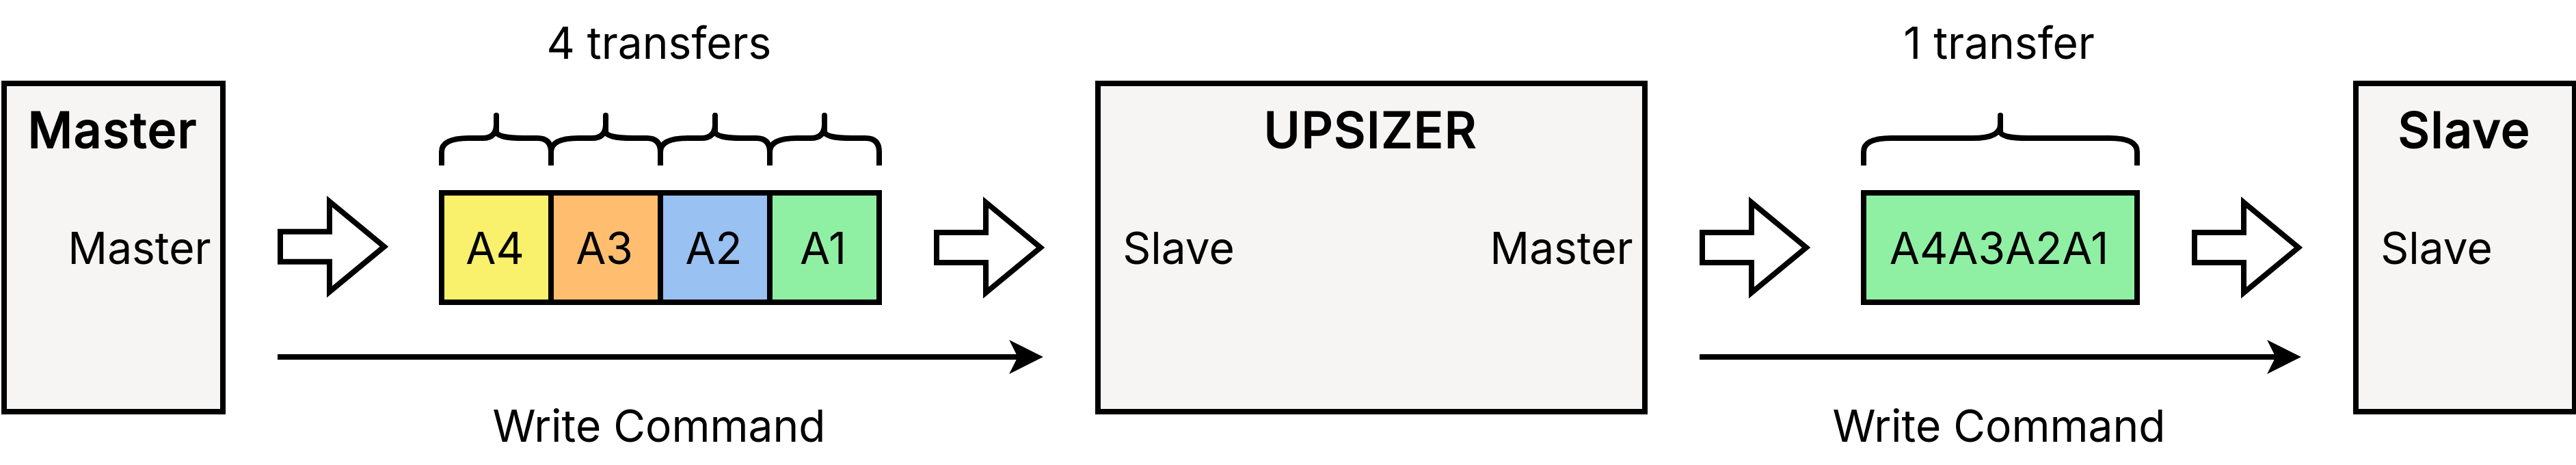 4 transfers
1 transfer
Master
UPSIZER
Slave
Master
A4
A3
A2
A1
Slave
Master
A4A3A2A1
Slave
Write Command
Write Command